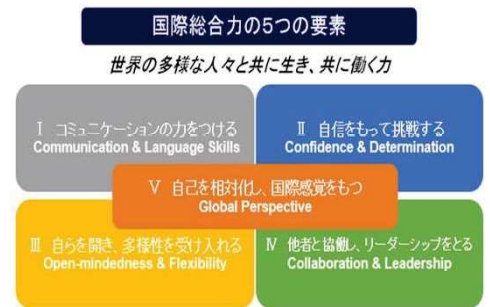 国際総合力の5つの要素
世界の多様な人々と共に生き、共に働く力
Ⅰ コミュニケーションの力をつける
Communication & Language Skills
Ⅱ 自信をもって挑戦する
Confidence & Determination
Ⅴ 自己を相対化し、国際感覚をもつ
Global Perspective
Ⅲ 自らを開き、多様性を受け入れる
Open-mindedness & Flexibility
Ⅳ 他者と協働し、リーダーシップをとる
Collaboration & Leadership